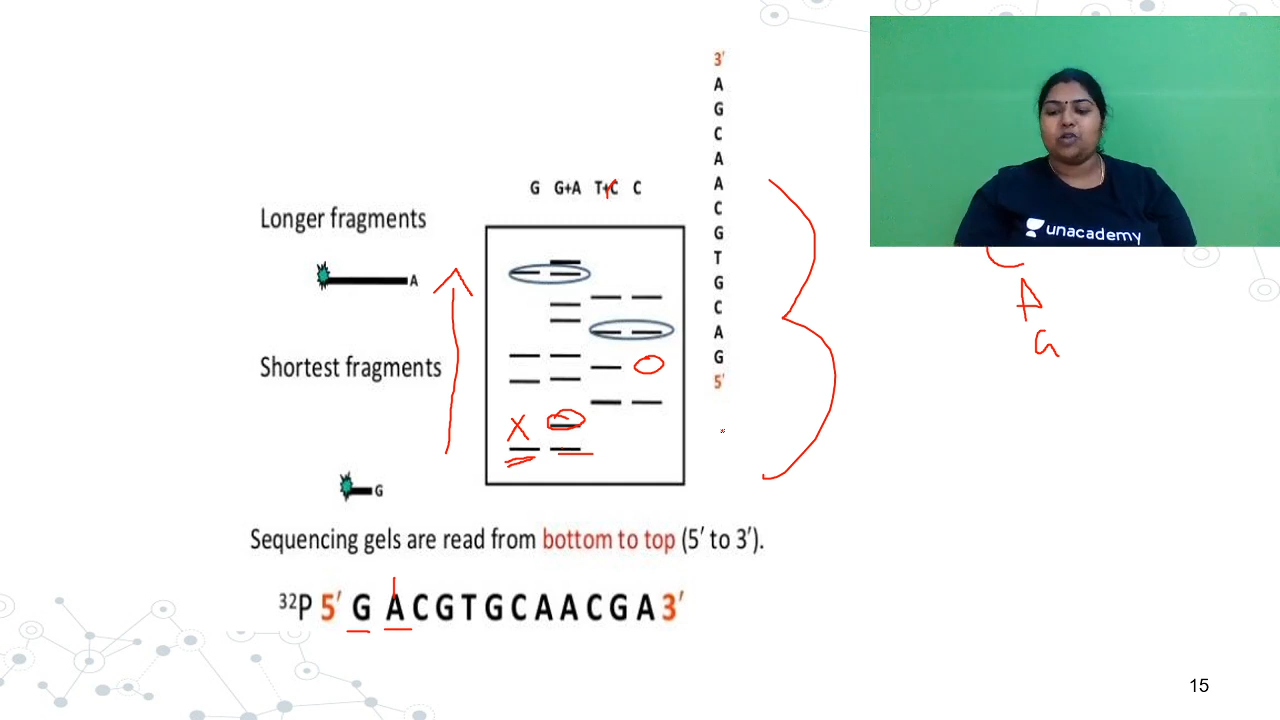 3'
A
G
C
A
A
C
G
T
G
C
A
G
5'
unacademy
G G+A T+C C
Longer fragments
A
Shortest fragments
G
X
A
G
Sequencing gels are read from bottom to top (5' to 3').
32P 5' G A C G T G C A A C G A 3'
15